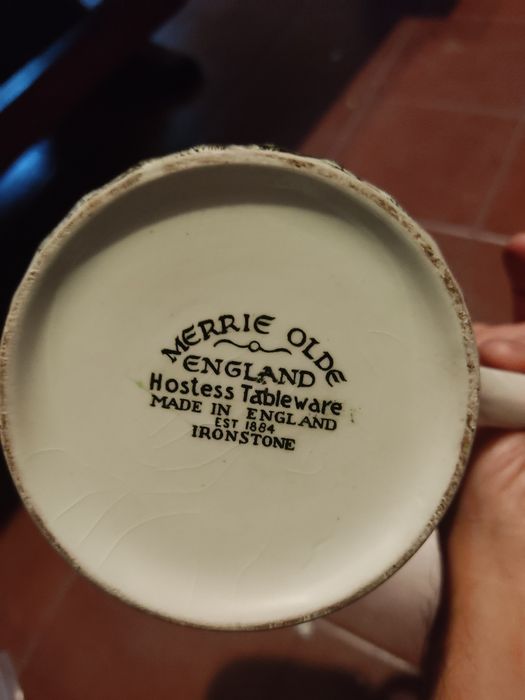 MERRIE OLDE
ENGLAND
Hostess Tableware
MADE IN ENGLAND
EST 1884
IRONSTONE